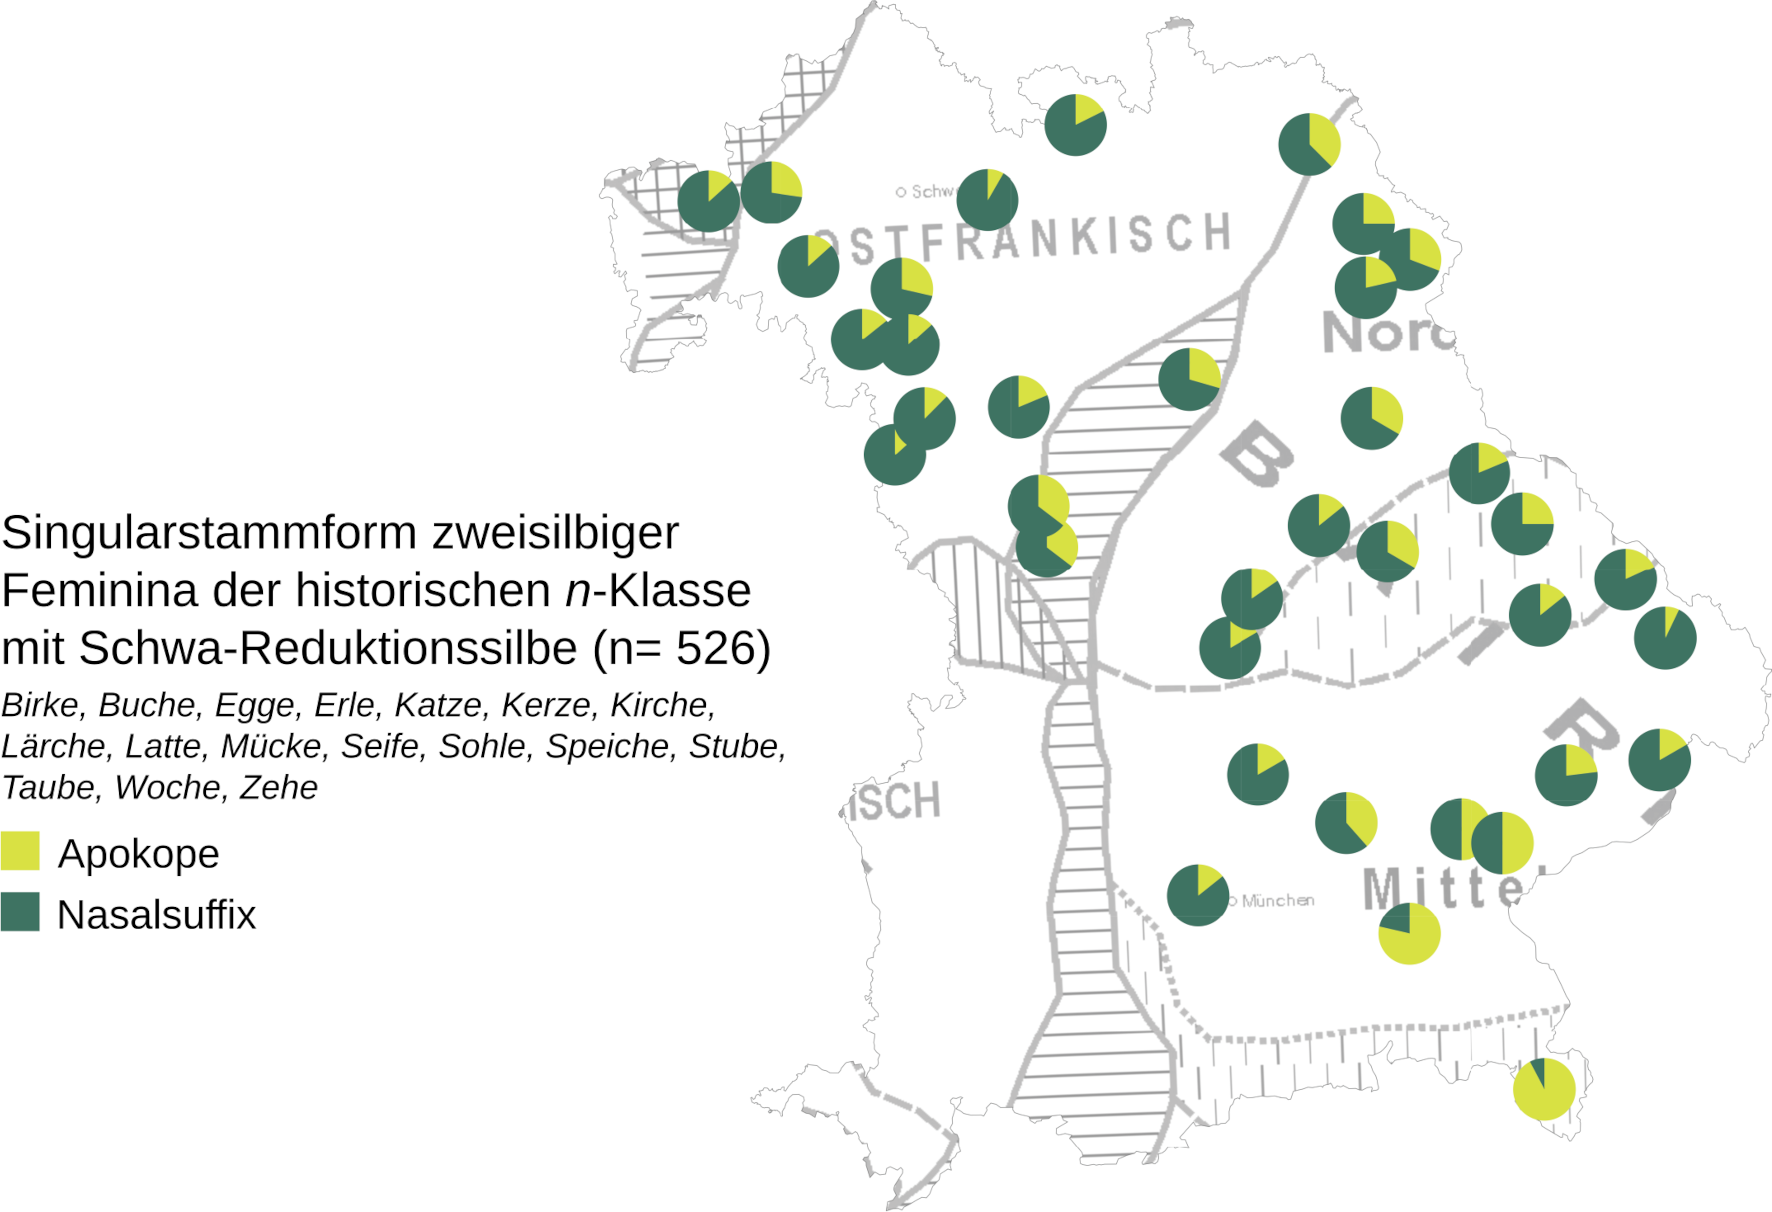 Schw
OSTFRÄNKISCH
Nord
B
Singularstammform zweisilbiger
Feminina der historischen n-Klasse
mit Schwa-Reduktionssilbe (n= 526)
Birke, Buche, Egge, Erle, Katze, Kerze, Kirche,
Lärche, Latte, Mücke, Seife, Sohle, Speiche, Stube,
Taube, Woche, Zehe
I
R
ISCH
Apokope
Mittel
München
Nasalsuffix